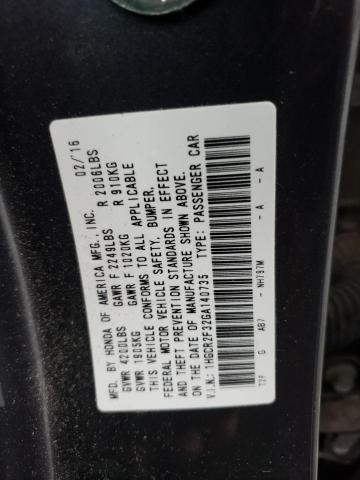 MFD. BY HONDA OF AMERICA MFG., INC. 02/'16
GVWR 4200LBS GAWR F 2249LBS R 2006LBS
GVWR 1905KG GAWR F 1020KG R 910KG
THIS VEHICLE CONFORMS TO ALL APPLICABLE
FEDERAL MOTOR VEHICLE SAFETY, BUMPER,
AND THEFT PREVENTION STANDARDS IN EFFECT
ON THE DATE OF MANUFACTURE SHOWN ABOVE.
V.I.N.: 1HGCR2F32GA140735 TYPE: PASSENGER CAR
T2F G AB7 - NH797M - A - A